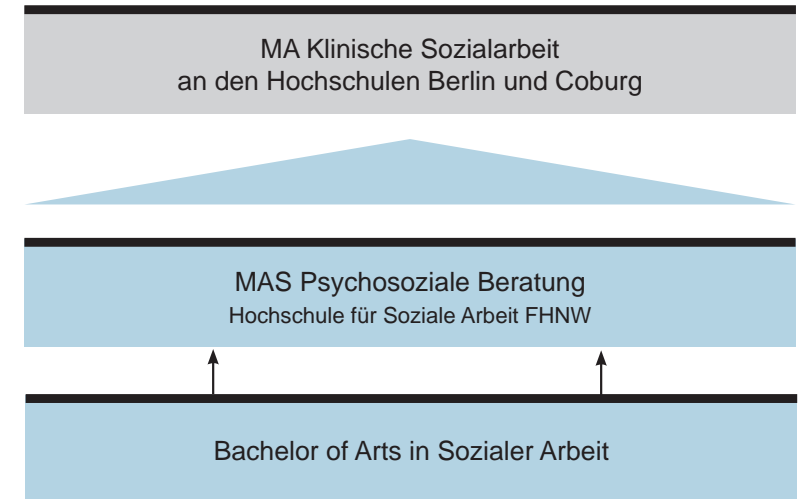 MA Klinische Sozialarbeit
an den Hochschulen Berlin und Coburg
MAS Psychosoziale Beratung
Hochschule für Soziale Arbeit FHNW
Bachelor of Arts in Sozialer Arbeit